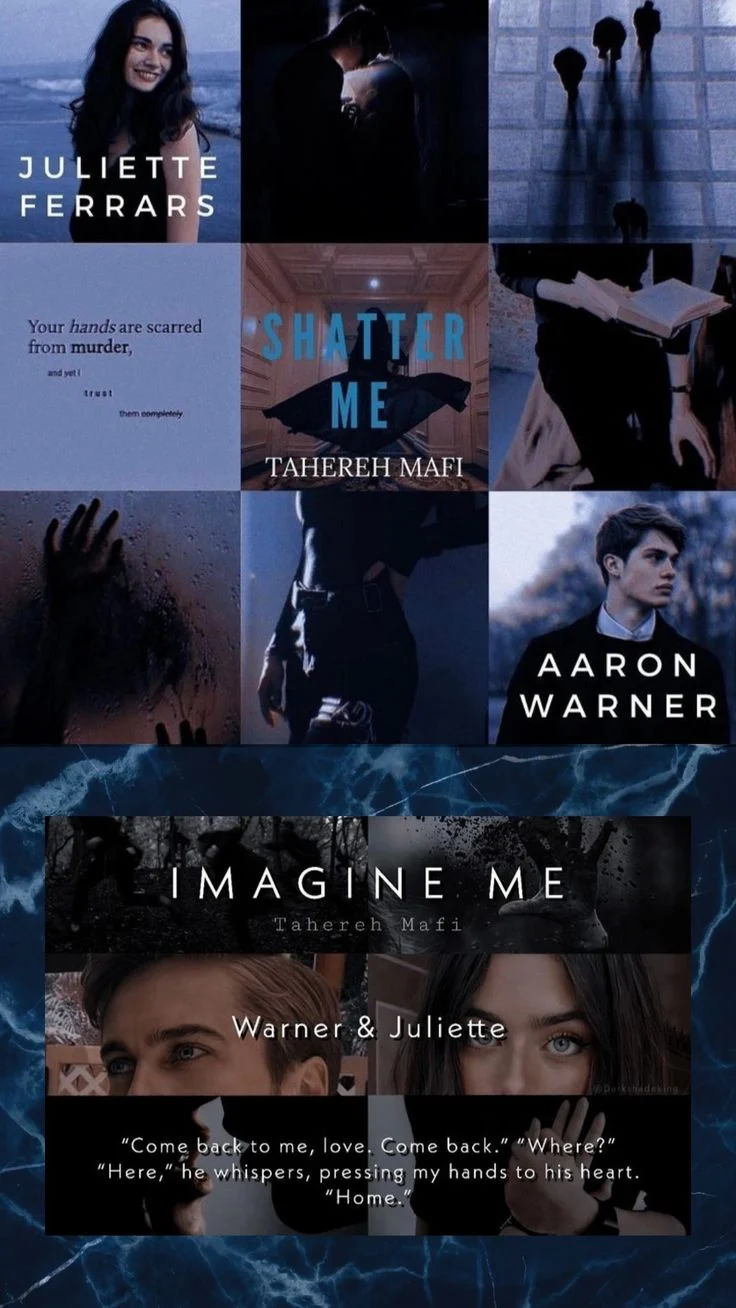 JULIETTE
FERRARS
Your hands are scarred
from murder,
and yet i
trust
them completely.
SHATTER
ME
TAHEREH MAFI
AARON
WARNER
IMAGINE ME
Tahereh Mafi
Warner & Juliette
@Darkshadeking
“Come back to me, love. Come back.” “Where?”
“Here,” he whispers, pressing my hands to his heart.
“Home.”